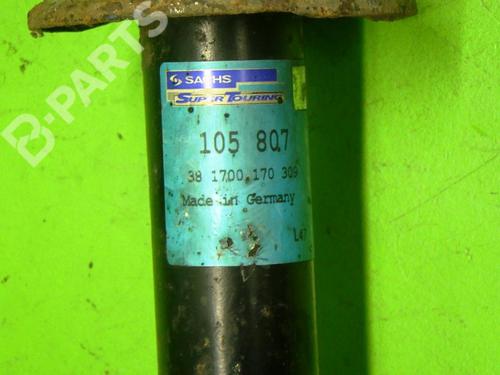 B-PARTS
SACHS
SUPER TOURING
105 807
38 1700 170 309
Made in Germany
L47